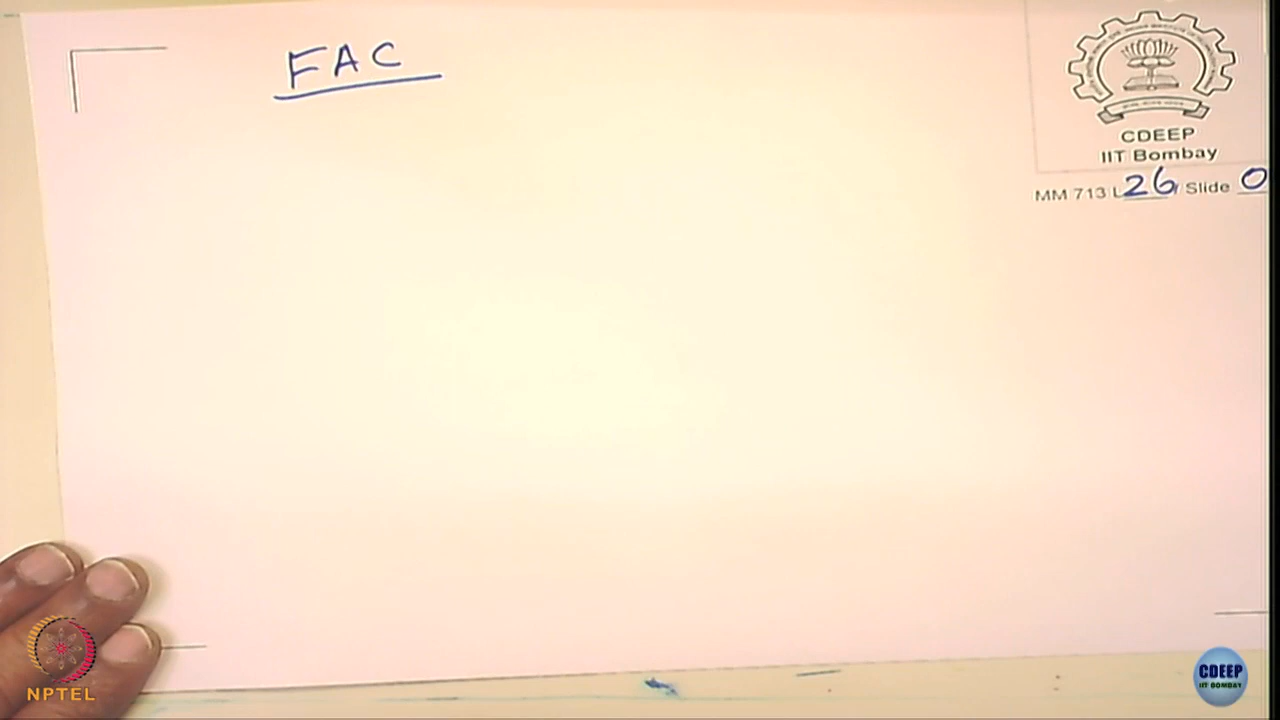 FAC
CDEEP
IIT Bombay
MM 713 L 26 / Slide 0
NPTEL
CDEEP
IIT BOMBAY